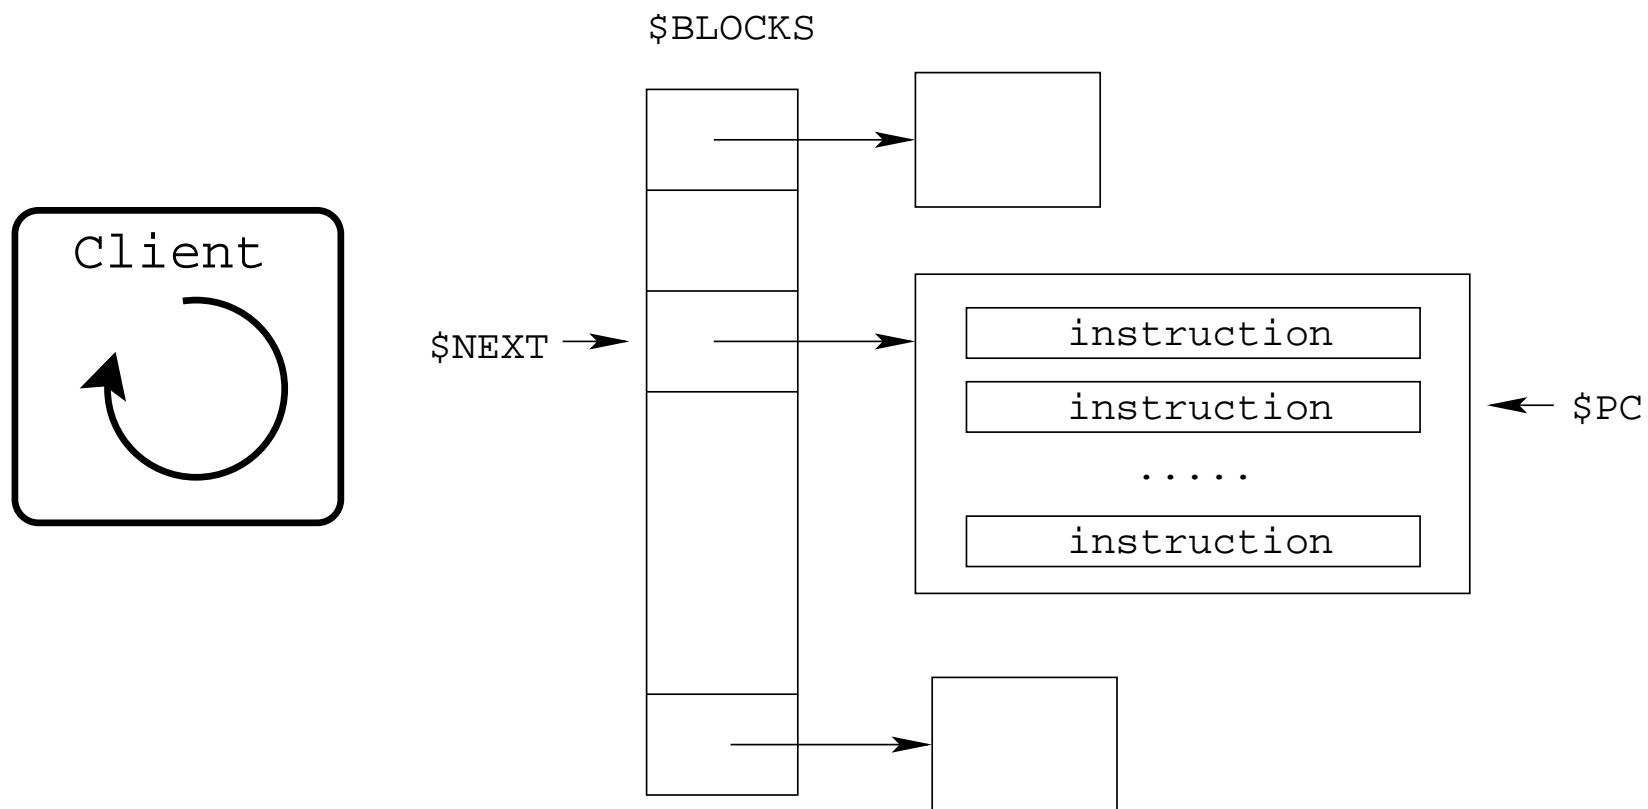 $BLOCKS
Client
$NEXT
instruction
instruction
.....
instruction
$PC